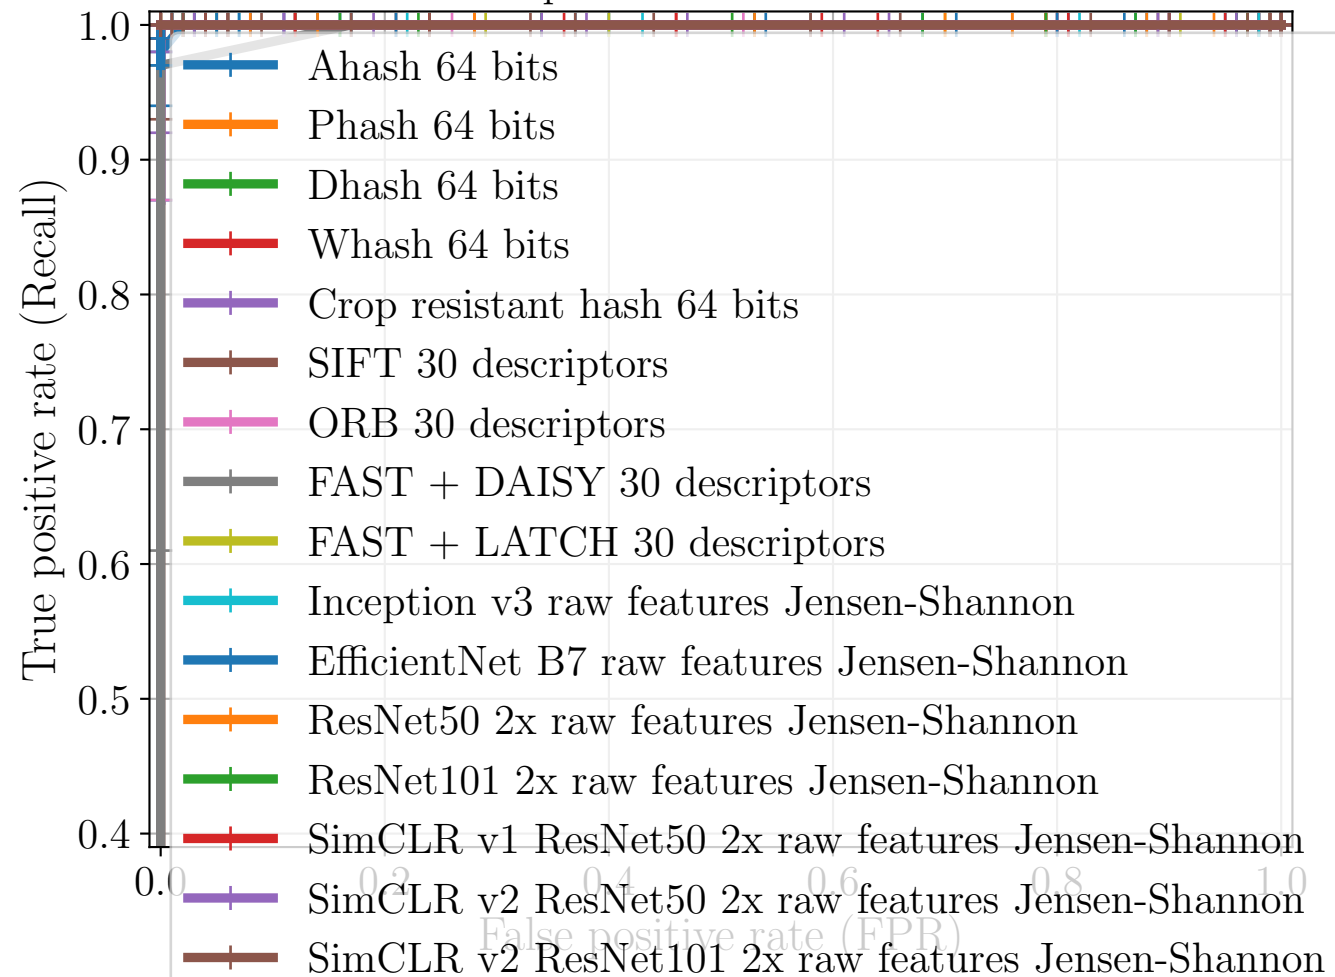 1.0
0.9
0.8
0.7
0.6
0.5
0.4
True positive rate (Recall)
Ahash 64 bits
Phash 64 bits
Dhash 64 bits
Whash 64 bits
Crop resistant hash 64 bits
SIFT 30 descriptors
ORB 30 descriptors
FAST + DAISY 30 descriptors
FAST + LATCH 30 descriptors
Inception v3 raw features Jensen-Shannon
EfficientNet B7 raw features Jensen-Shannon
ResNet50 2x raw features Jensen-Shannon
ResNet101 2x raw features Jensen-Shannon
SimCLR v1 ResNet50 2x raw features Jensen-Shannon
SimCLR v2 ResNet50 2x raw features Jensen-Shannon
SimCLR v2 ResNet101 2x raw features Jensen-Shannon
0.0 0.2 0.4 0.6 0.8 1.0
False positive rate (FPR)